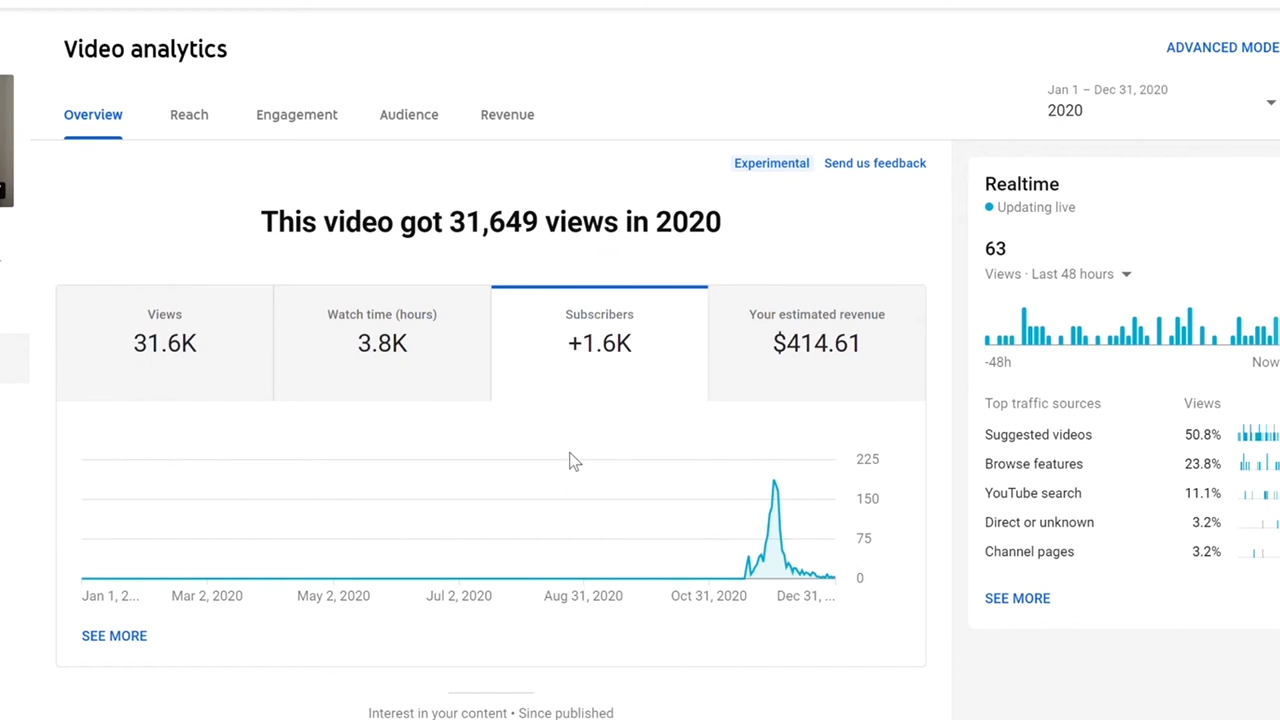 Video analytics
ADVANCED MODE
Jan 1 – Dec 31, 2020
2020
Overview Reach Engagement Audience Revenue
Experimental Send us feedback
This video got 31,649 views in 2020
Views Watch time (hours) Subscribers Your estimated revenue
31.6K 3.8K +1.6K $414.61
225
150
75
0
Jan 1, 2... Mar 2, 2020 May 2, 2020 Jul 2, 2020 Aug 31, 2020 Oct 31, 2020 Dec 31, ...
SEE MORE
Interest in your content • Since published
Realtime
Updating live
63
Views · Last 48 hours
-48h Now
Top traffic sources Views
Suggested videos 50.8%
Browse features 23.8%
YouTube search 11.1%
Direct or unknown 3.2%
Channel pages 3.2%
SEE MORE